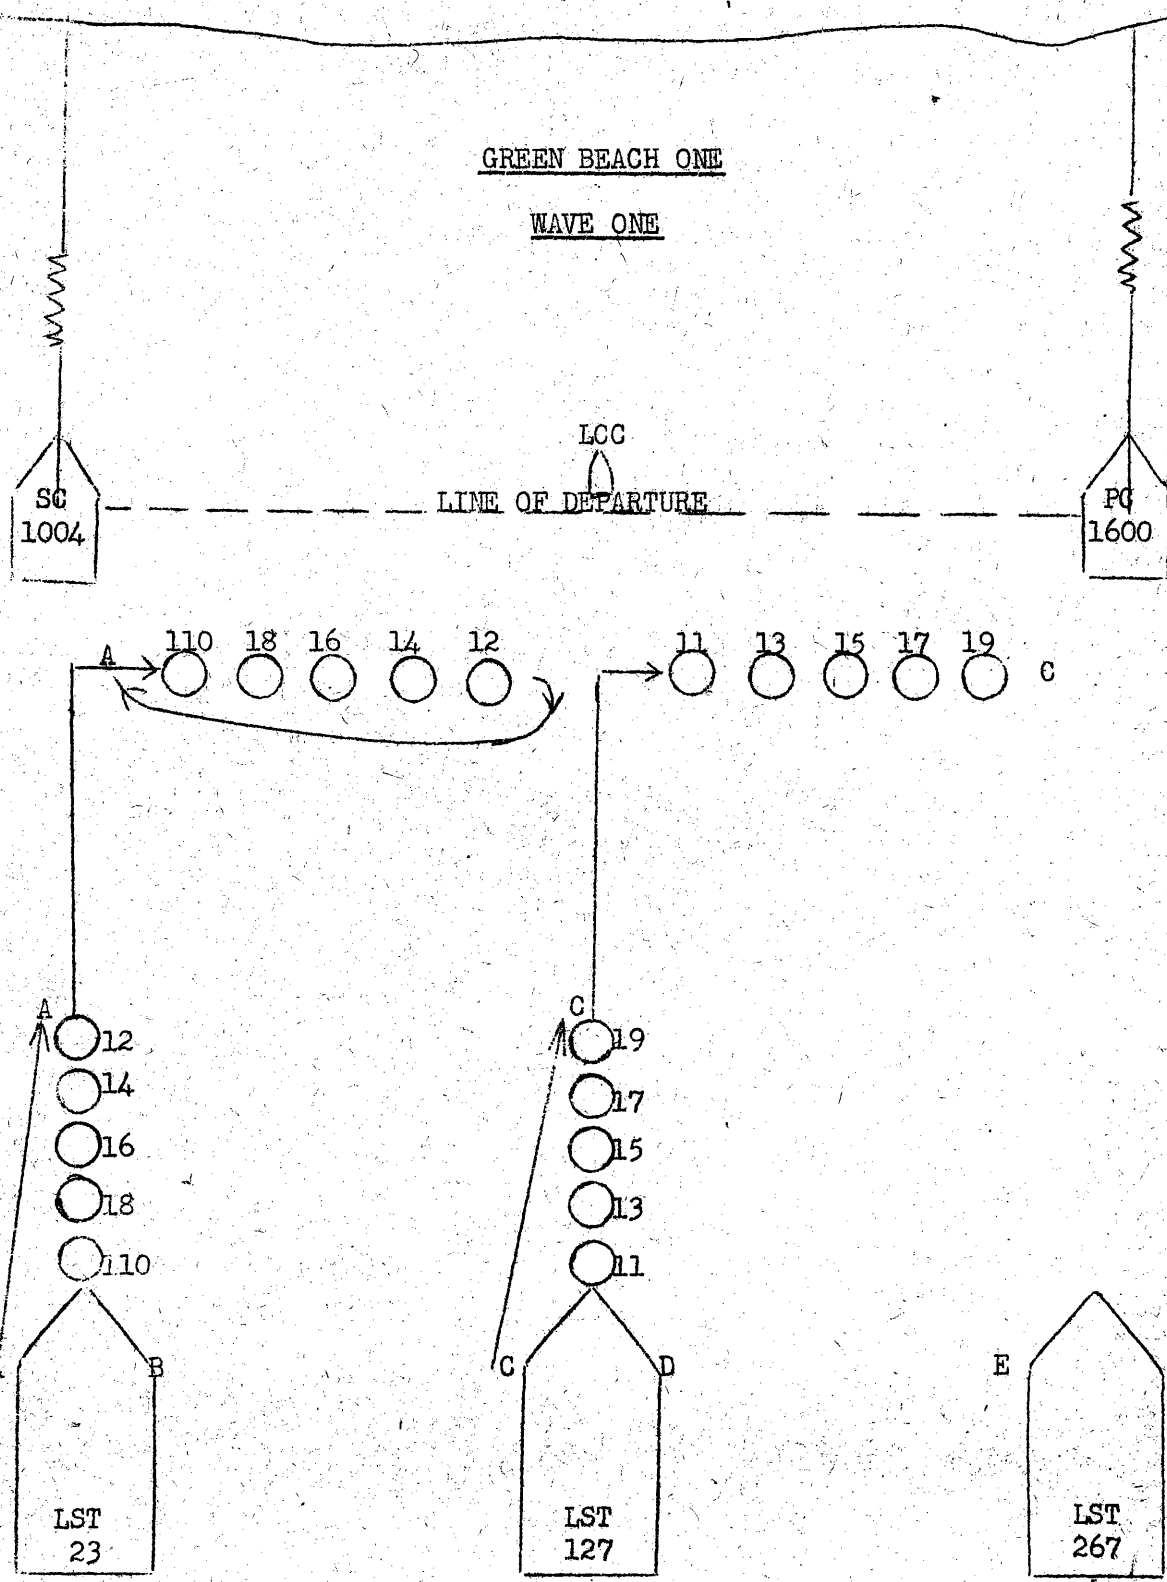 GREEN BEACH ONE
WAVE ONE
LCC
SC
1004
LINE OF DEPARTURE
PC
1600
A 110 18 16 14 12 11 13 15 17 19 C
A
12
14
16
18
110
C
19
17
15
13
11
B
C
D
E
LST
23
LST
127
LST
267